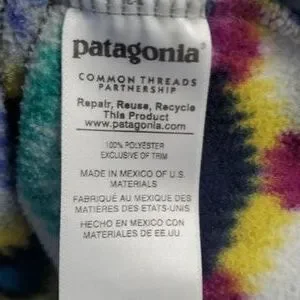 patagonia®
COMMON THREADS
PARTNERSHIP
Repair, Reuse, Recycle
This Product
www.patagonia.com
100% POLYESTER
EXCLUSIVE OF TRIM
MADE IN MEXICO OF U.S.
MATERIALS
FABRIQUÉ AU MEXIQUE DES
MATIERES DES ETATS-UNIS
HECHO EN MEXICO CON
MATERIALES DE EE.UU